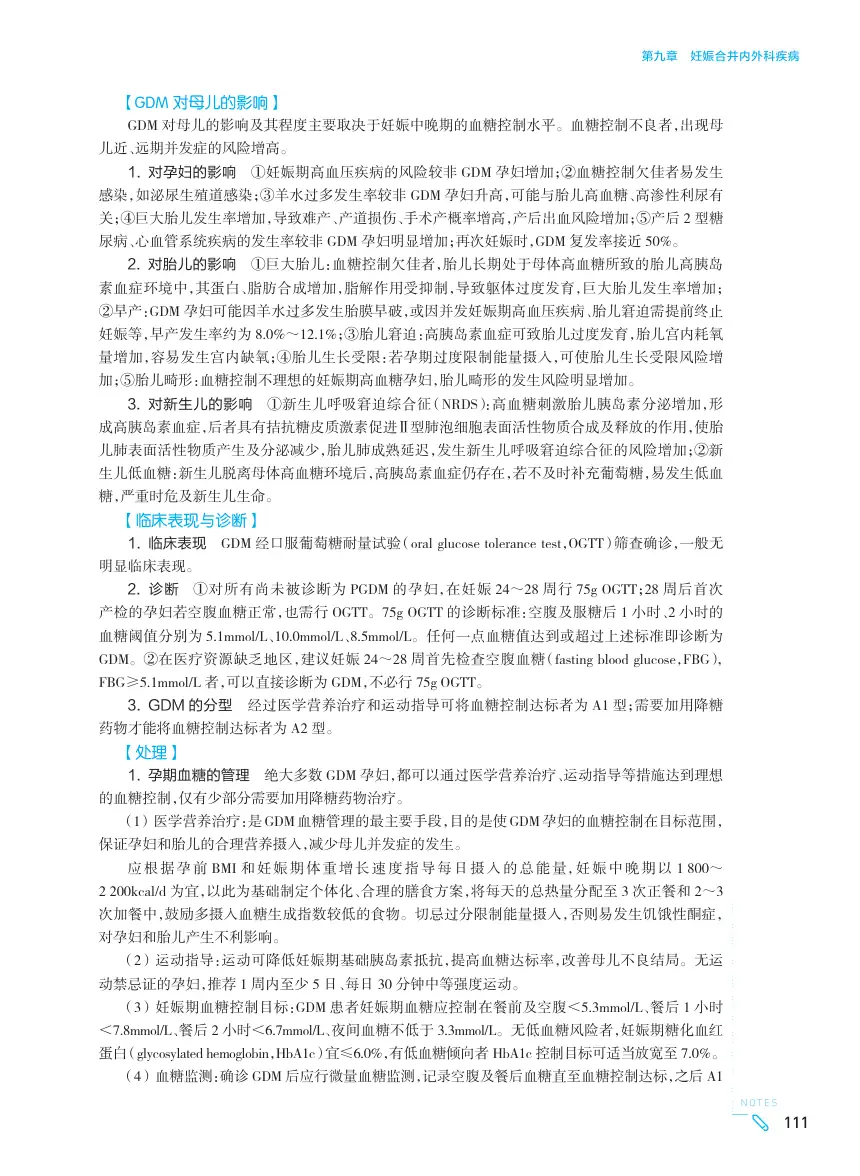 第九章 妊娠合并内外科疾病
【GDM 对母儿的影响】
GDM 对母儿的影响及其程度主要取决于妊娠中晚期的血糖控制水平。血糖控制不良者,出现母
儿近、远期并发症的风险增高。
1. 对孕妇的影响 ①妊娠期高血压疾病的风险较非 GDM 孕妇增加;②血糖控制欠佳者易发生
感染,如泌尿生殖道感染;③羊水过多发生率较非 GDM 孕妇升高,可能与胎儿高血糖、高渗性利尿有
关;④巨大胎儿发生率增加,导致难产、产道损伤、手术产概率增高,产后出血风险增加;⑤产后 2 型糖
尿病、心血管系统疾病的发生率较非 GDM 孕妇明显增加;再次妊娠时,GDM 复发率接近 50%。
2. 对胎儿的影响 ①巨大胎儿:血糖控制欠佳者,胎儿长期处于母体高血糖所致的胎儿高胰岛
素血症环境中,其蛋白、脂肪合成增加,脂解作用受抑制,导致躯体过度发育,巨大胎儿发生率增加;
②早产:GDM 孕妇可能因羊水过多发生胎膜早破,或因并发妊娠期高血压疾病、胎儿窘迫需提前终止
妊娠等,早产发生率约为 8.0%～12.1%;③胎儿窘迫:高胰岛素血症可致胎儿过度发育,胎儿宫内耗氧
量增加,容易发生宫内缺氧;④胎儿生长受限:若孕期过度限制能量摄入,可使胎儿生长受限风险增
加;⑤胎儿畸形:血糖控制不理想的妊娠期高血糖孕妇,胎儿畸形的发生风险明显增加。
3. 对新生儿的影响 ①新生儿呼吸窘迫综合征(NRDS):高血糖刺激胎儿胰岛素分泌增加,形
成高胰岛素血症,后者具有拮抗糖皮质激素促进Ⅱ型肺泡细胞表面活性物质合成及释放的作用,使胎
儿肺表面活性物质产生及分泌减少,胎儿肺成熟延迟,发生新生儿呼吸窘迫综合征的风险增加;②新
生儿低血糖:新生儿脱离母体高血糖环境后,高胰岛素血症仍存在,若不及时补充葡萄糖,易发生低血
糖,严重时危及新生儿生命。
【临床表现与诊断】
1. 临床表现 GDM 经口服葡萄糖耐量试验(oral glucose tolerance test,OGTT)筛查确诊,一般无
明显临床表现。
2. 诊断 ①对所有尚未被诊断为 PGDM 的孕妇,在妊娠 24～28 周行 75g OGTT;28 周后首次
产检的孕妇若空腹血糖正常,也需行 OGTT。75g OGTT 的诊断标准:空腹及服糖后 1 小时、2 小时的
血糖阈值分别为 5.1mmol/L、10.0mmol/L、8.5mmol/L。任何一点血糖值达到或超过上述标准即诊断为
GDM。②在医疗资源缺乏地区,建议妊娠 24～28 周首先检查空腹血糖(fasting blood glucose,FBG),
FBG≥5.1mmol/L 者,可以直接诊断为 GDM,不必行 75g OGTT。
3. GDM 的分型 经过医学营养治疗和运动指导可将血糖控制达标者为 A1 型;需要加用降糖
药物才能将血糖控制达标者为 A2 型。
【处理】
1. 孕期血糖的管理 绝大多数 GDM 孕妇,都可以通过医学营养治疗、运动指导等措施达到理想
的血糖控制,仅有少部分需要加用降糖药物治疗。
（1）医学营养治疗:是 GDM 血糖管理的最主要手段,目的是使 GDM 孕妇的血糖控制在目标范围,
保证孕妇和胎儿的合理营养摄入,减少母儿并发症的发生。
应根据孕前 BMI 和妊娠期体重增长速度指导每日摄入的总能量,妊娠中晚期以 1 800～
2 200kcal/d 为宜,以此为基础制定个体化、合理的膳食方案,将每天的总热量分配至 3 次正餐和 2～3
次加餐中,鼓励多摄入血糖生成指数较低的食物。切忌过分限制能量摄入,否则易发生饥饿性酮症,
对孕妇和胎儿产生不利影响。
（2）运动指导:运动可降低妊娠期基础胰岛素抵抗,提高血糖达标率,改善母儿不良结局。无运
动禁忌证的孕妇,推荐 1 周内至少 5 日、每日 30 分钟中等强度运动。
（3）妊娠期血糖控制目标:GDM 患者妊娠期血糖应控制在餐前及空腹＜5.3mmol/L、餐后 1 小时
＜7.8mmol/L、餐后 2 小时＜6.7mmol/L、夜间血糖不低于 3.3mmol/L。无低血糖风险者,妊娠期糖化血红
蛋白(glycosylated hemoglobin,HbA1c)宜≤6.0%,有低血糖倾向者 HbA1c 控制目标可适当放宽至 7.0%。
（4）血糖监测:确诊 GDM 后应行微量血糖监测,记录空腹及餐后血糖直至血糖控制达标,之后 A1
NOTES
111